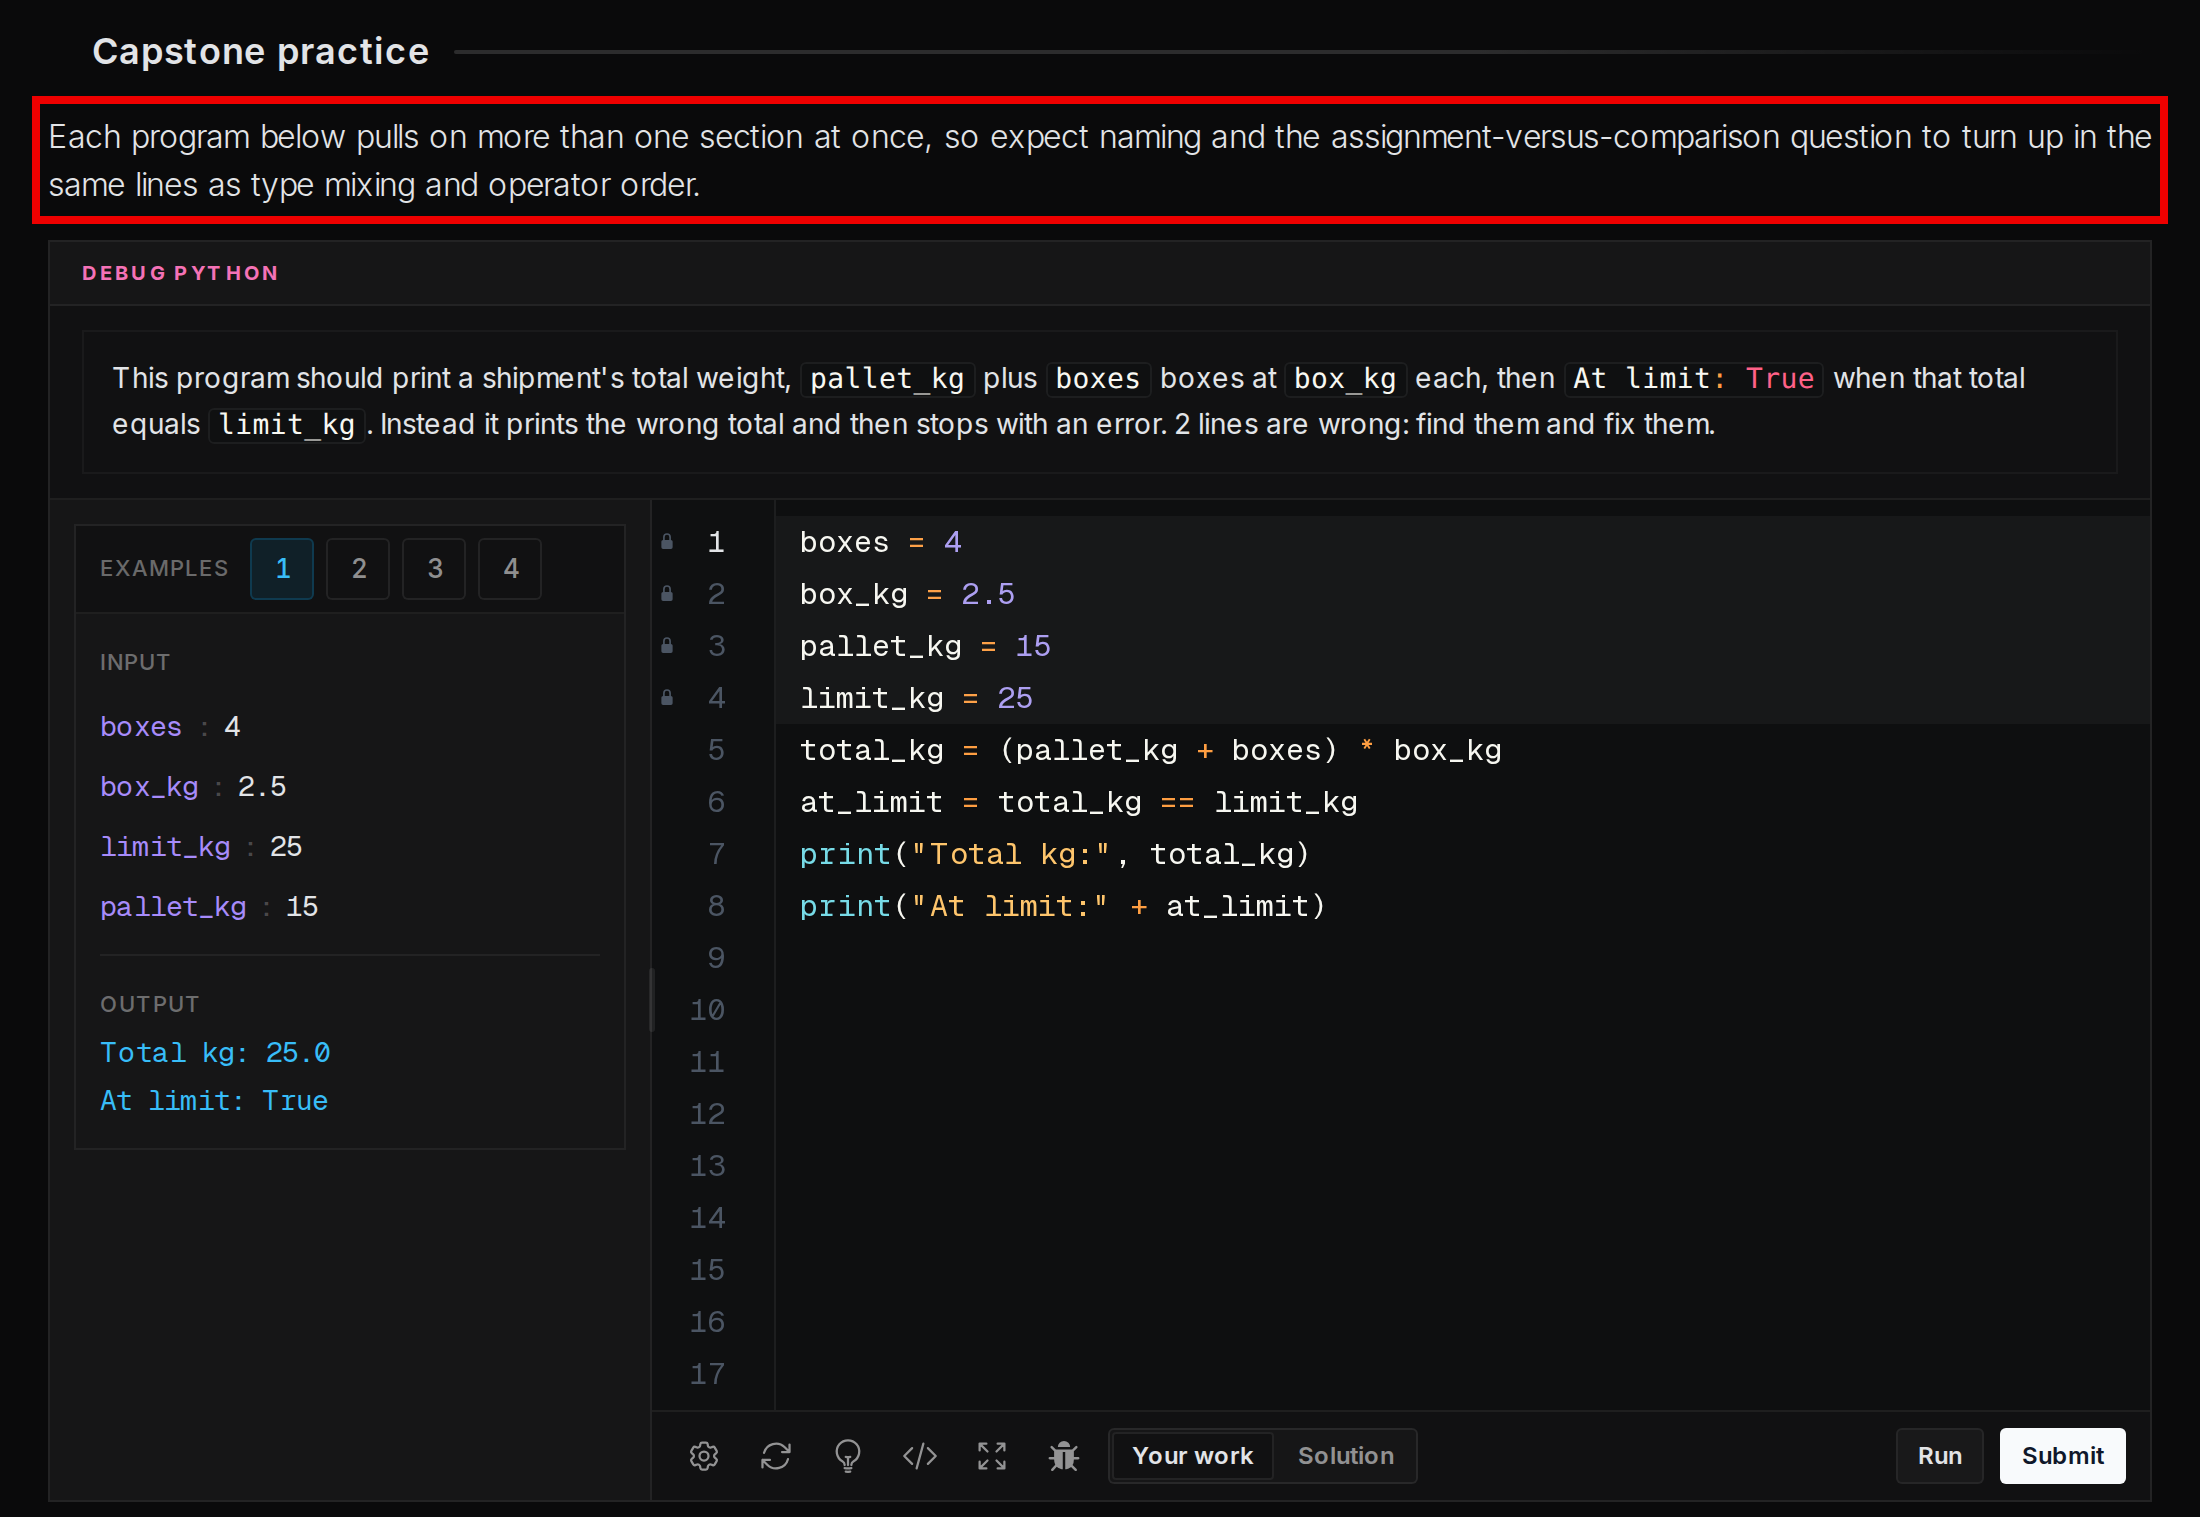 Capstone practice
Each program below pulls on more than one section at once, so expect naming and the assignment-versus-comparison question to turn up in the
same lines as type mixing and operator order.
DEBUG PYTHON
This program should print a shipment's total weight, pallet_kg plus boxes boxes at box_kg each, then At limit: True when that total
equals limit_kg. Instead it prints the wrong total and then stops with an error. 2 lines are wrong: find them and fix them.
EXAMPLES 1 2 3 4
INPUT
boxes : 4
box_kg : 2.5
limit_kg : 25
pallet_kg : 15
OUTPUT
Total kg: 25.0
At limit: True
1 boxes = 4
2 box_kg = 2.5
3 pallet_kg = 15
4 limit_kg = 25
5 total_kg = (pallet_kg + boxes) * box_kg
6 at_limit = total_kg == limit_kg
7 print("Total kg:", total_kg)
8 print("At limit:" + at_limit)
9
10
11
12
13
14
15
16
17
Your work Solution Run Submit